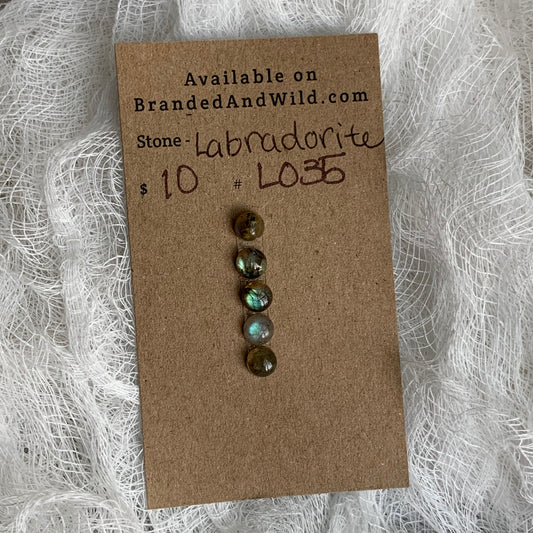 Available on
BrandedAndWild.com
Stone - Labradorite
$ 10 # L035